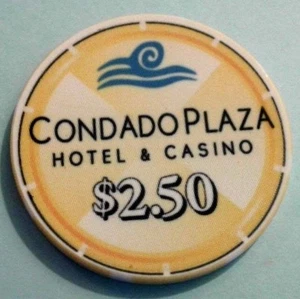 CONDADO PLAZA
HOTEL & CASINO
$2.50